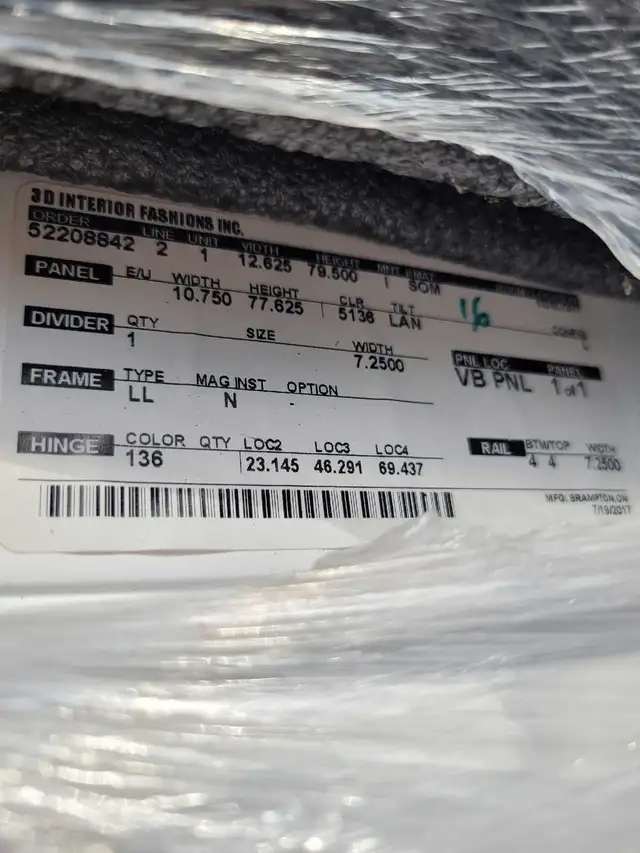 3D INTERIOR FASHIONS INC.
ORDER LINE UNIT WIDTH HEIGHT MNT
52208842 2 1 12.625 79.500 I SOM
PANEL E/U WIDTH HEIGHT CLR TILT
10.750 77.625 5136 LAN 16
DIVIDER QTY SIZE WIDTH
1 7.2500
PNL LOC PANEL
VB PNL 1 of 1
FRAME TYPE MAG INST OPTION
LL N -
HINGE COLOR QTY LOC2 LOC3 LOC4
136 23.145 46.291 69.437
RAIL BTM/TOP WIDTH
4 4 7.2500
MFG: BRAMPTON,ON
7/19/2017